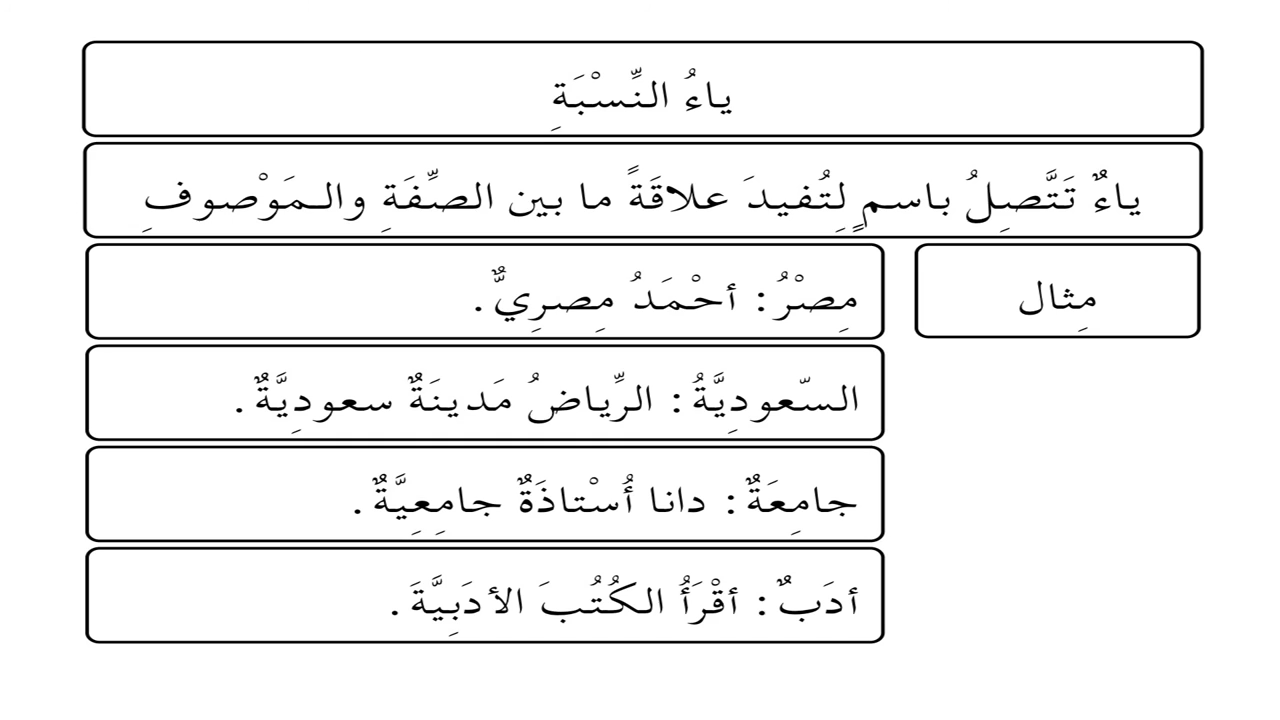 ياءُ النِّسْبَةِ
ياءٌ تَتَّصِلُ باسمٍ لِتُفيدَ عَلاقَةً ما بين الصِّفَةِ والـمَوْصوفِ
مِثال
مِصْرُ: أحْمَدُ مِصرِيٌّ.
السّعودِيَّةُ: الرِّياضُ مَدينَةٌ سعودِيَّةٌ.
جامِعَةٌ: دانا أُسْتاذَةٌ جامِعِيَّةٌ.
أدَبٌ: أقْرَأُ الكُتُبَ الأدَبِيَّةَ.